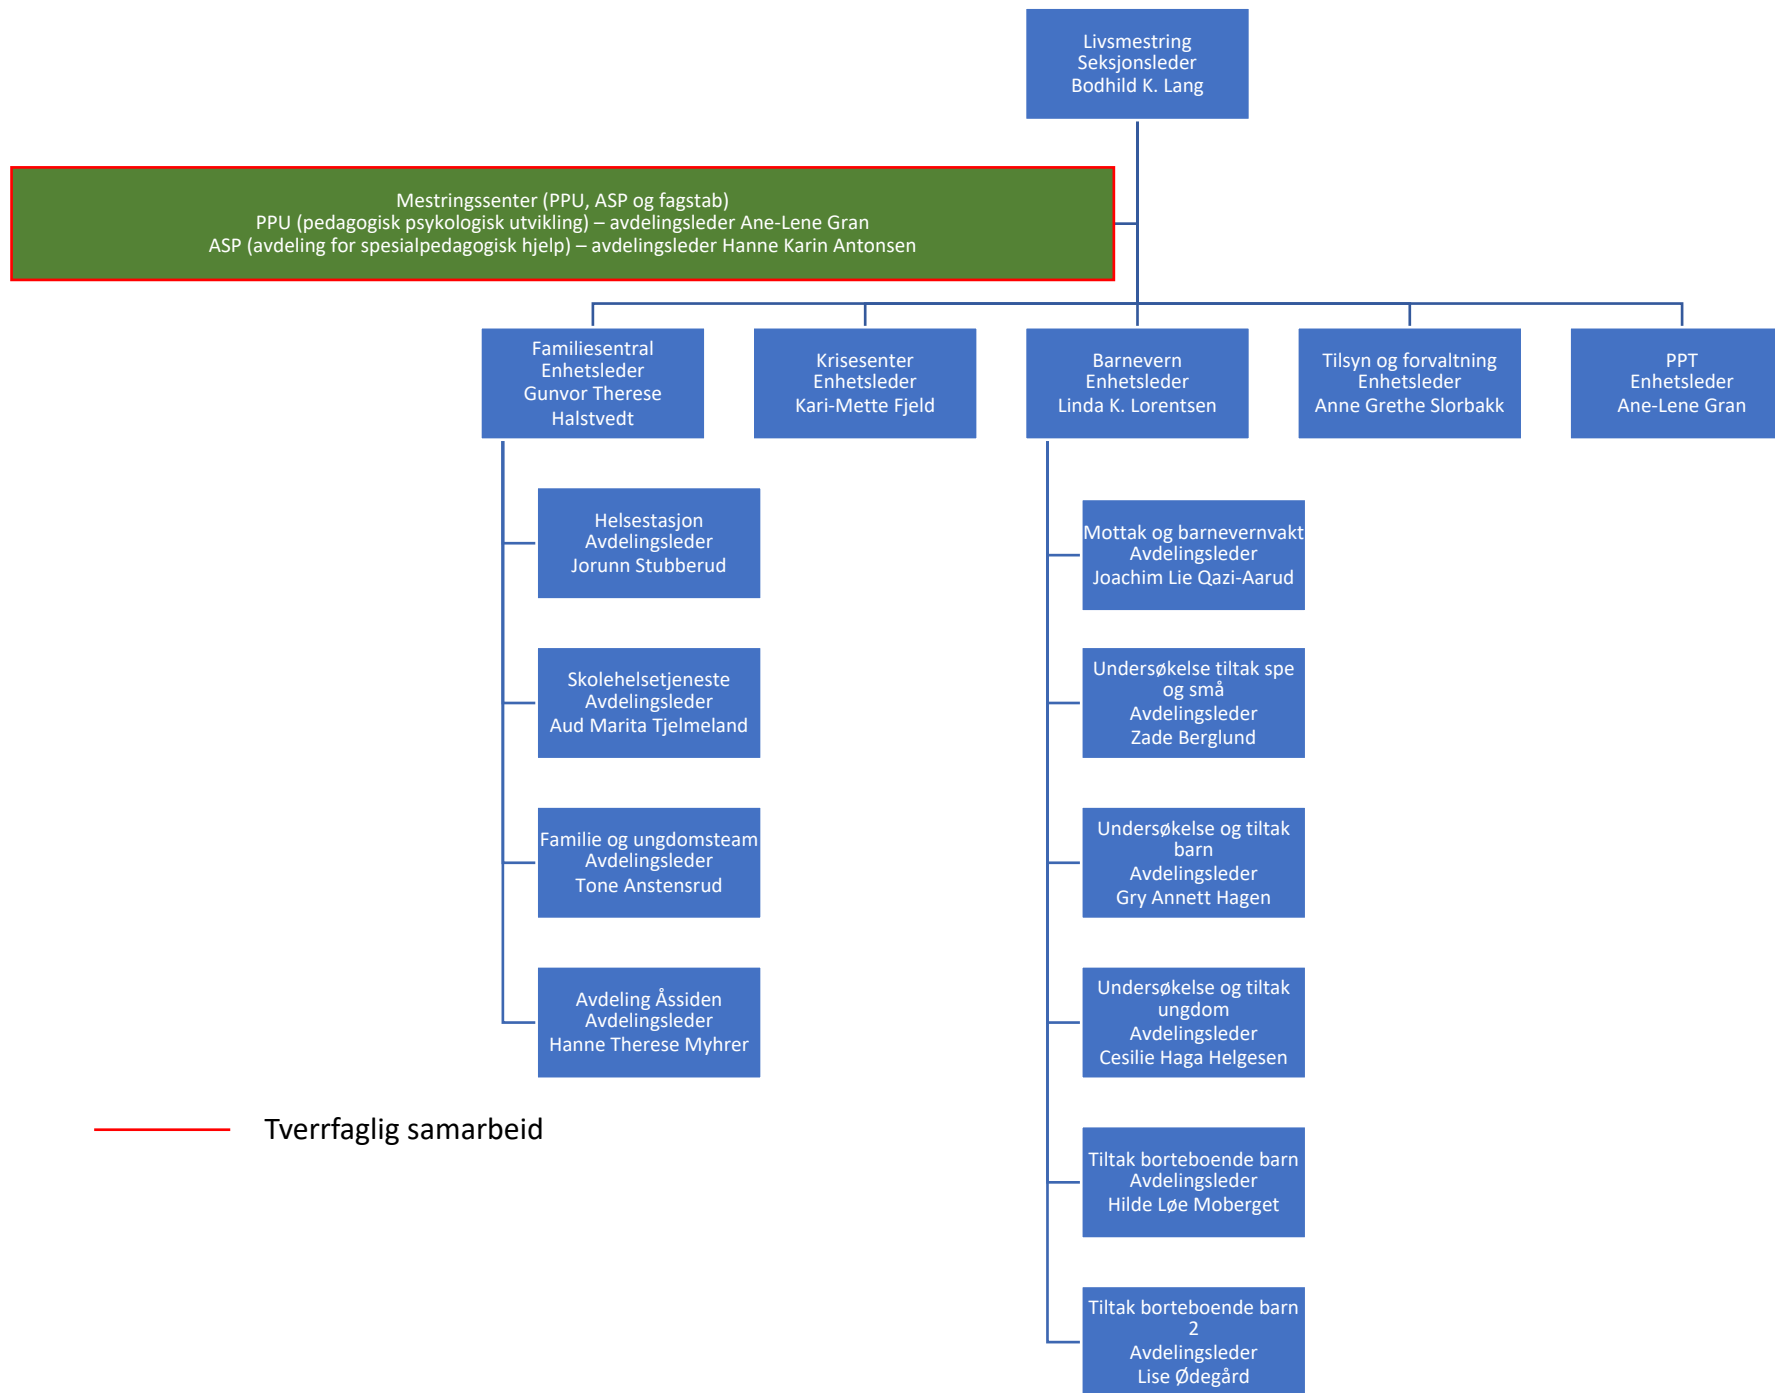 Livsmestring
Seksjonsleder
Bodhild K. Lang
Mestringssenter (PPU, ASP og fagstab)
PPU (pedagogisk psykologisk utvikling) – avdelingsleder Ane-Lene Gran
ASP (avdeling for spesialpedagogisk hjelp) – avdelingsleder Hanne Karin Antonsen
Familiesentral
Enhetsleder
Gunvor Therese
Halstvedt
Krisesenter
Enhetsleder
Kari-Mette Fjeld
Barnevern
Enhetsleder
Linda K. Lorentsen
Tilsyn og forvaltning
Enhetsleder
Anne Grethe Slorbakk
PPT
Enhetsleder
Ane-Lene Gran
Helsestasjon
Avdelingsleder
Jorunn Stubberud
Skolehelsetjeneste
Avdelingsleder
Aud Marita Tjelmeland
Familie og ungdomsteam
Avdelingsleder
Tone Anstensrud
Avdeling Åssiden
Avdelingsleder
Hanne Therese Myhrer
Mottak og barnevernvakt
Avdelingsleder
Joachim Lie Qazi-Aarud
Undersøkelse tiltak spe
og små
Avdelingsleder
Zade Berglund
Undersøkelse og tiltak
barn
Avdelingsleder
Gry Annett Hagen
Undersøkelse og tiltak
ungdom
Avdelingsleder
Cesilie Haga Helgesen
Tiltak borteboende barn
Avdelingsleder
Hilde Løe Moberget
Tiltak borteboende barn
2
Avdelingsleder
Lise Ødegård
Tverrfaglig samarbeid